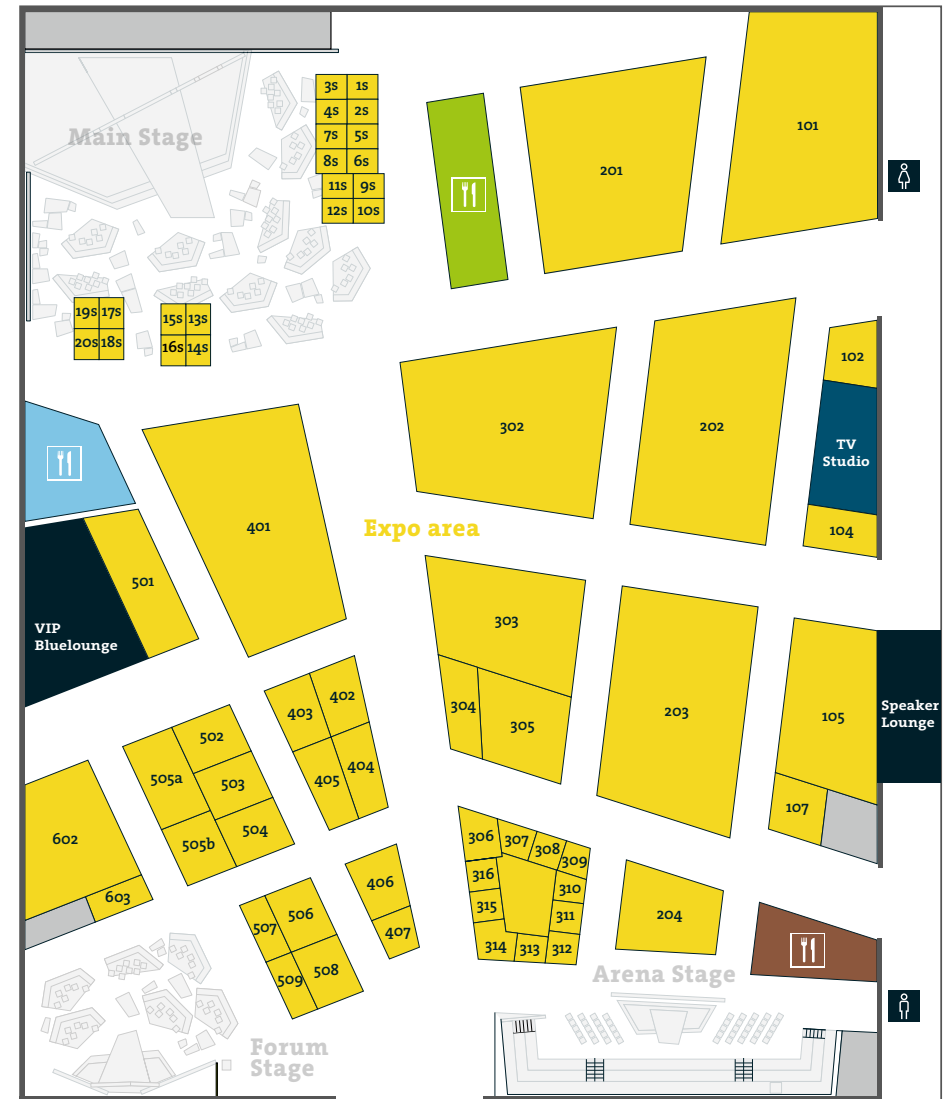 3s 1s
4s 2s
7s 5s
8s 6s
11s 9s
12s 10s
Main Stage
101
201
19s 17s
20s 18s
15s 13s
16s 14s
102
302
202
TV
Studio
401
Expo area
104
501
VIP
Bluelounge
303
304
305
203
105
Speaker
Lounge
403
402
405
404
107
502
505a
503
504
505b
602
603
306
307
308
309
316
310
315
311
314
313
312
406
407
204
507
506
509
508
Arena Stage
Forum
Stage